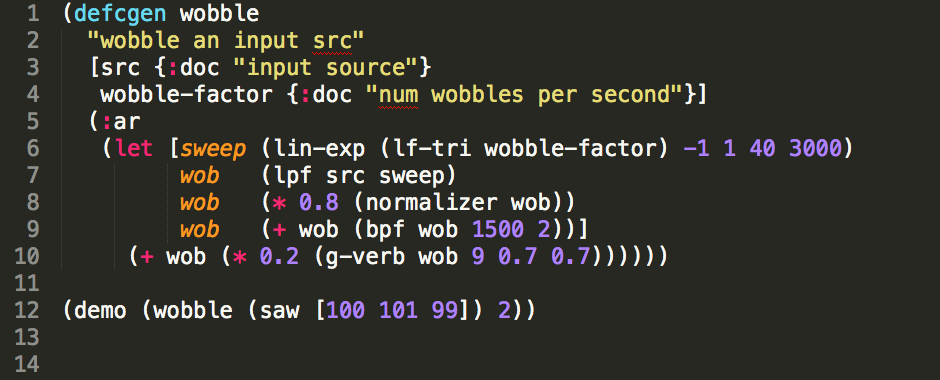 1 (defcgen wobble
2   "wobble an input src"
3   [src {:doc "input source"}
4    wobble-factor {:doc "num wobbles per second"}]
5   (:ar
6    (let [sweep (lin-exp (lf-tri wobble-factor) -1 1 40 3000)
7          wob   (lpf src sweep)
8          wob   (* 0.8 (normalizer wob))
9          wob   (+ wob (bpf wob 1500 2))]
10      (+ wob (* 0.2 (g-verb wob 9 0.7 0.7))))))
11
12 (demo (wobble (saw [100 101 99]) 2))
13
14